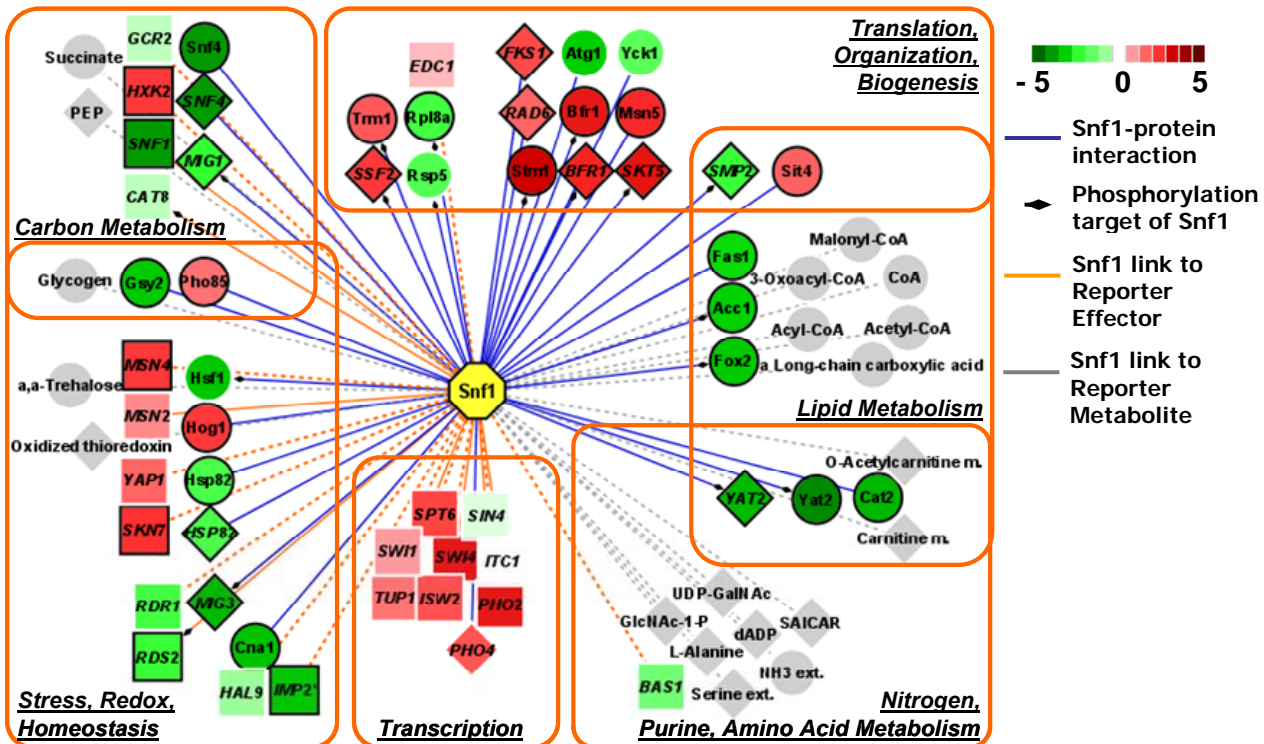 GCR2
Snf4
Succinate
HXK2
SNF4
PEP
SNF1
MIG1
CAT8
Carbon Metabolism
Translation,
Organization,
Biogenesis
EDC1
FKS1
Atg1
Yck1
Trm1
Rpl8a
RAD6
Bfr1
Msn5
SSF2
Rsp5
Stm1
BFR1
SKT5
SMP2
Sit4
- 5
0
5
Snf1-protein
interaction
Phosphorylation
target of Snf1
Snf1 link to
Reporter
Effector
Snf1 link to
Reporter
Metabolite
Glycogen
Gsy2
Pho85
Fas1
Malonyl-CoA
3-Oxoacyl-CoA
CoA
Acc1
Acyl-CoA
Acetyl-CoA
Fox2
a_Long-chain carboxylic acid
Lipid Metabolism
Snf1
MSN4
Hsf1
a,a-Trehalose
MSN2
Hog1
Oxidized thioredoxin
YAP1
Hsp82
SKN7
HSP82
RDR1
MIG3
RDS2
Cna1
HAL9
IMP2'
Stress, Redox,
Homeostasis
SPT6
SIN4
SWI1
SWI4
ITC1
TUP1
ISW2
PHO2
PHO4
Transcription
O-Acetylcarnitine m.
YAT2
Yat2
Cat2
Carnitine m.
UDP-GalNAc
GlcNAc-1-P
dADP
SAICAR
L-Alanine
NH3 ext.
BAS1
Serine ext.
Nitrogen,
Purine, Amino Acid Metabolism